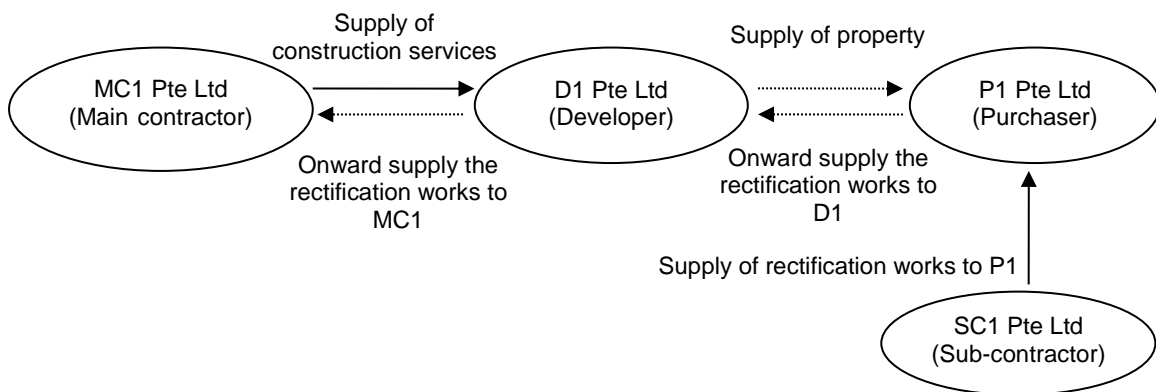 Supply of
construction services
Supply of property
MC1 Pte Ltd
(Main contractor)
D1 Pte Ltd
(Developer)
P1 Pte Ltd
(Purchaser)
Onward supply the
rectification works to
MC1
Onward supply the
rectification works to
D1
Supply of rectification works to P1
SC1 Pte Ltd
(Sub-contractor)